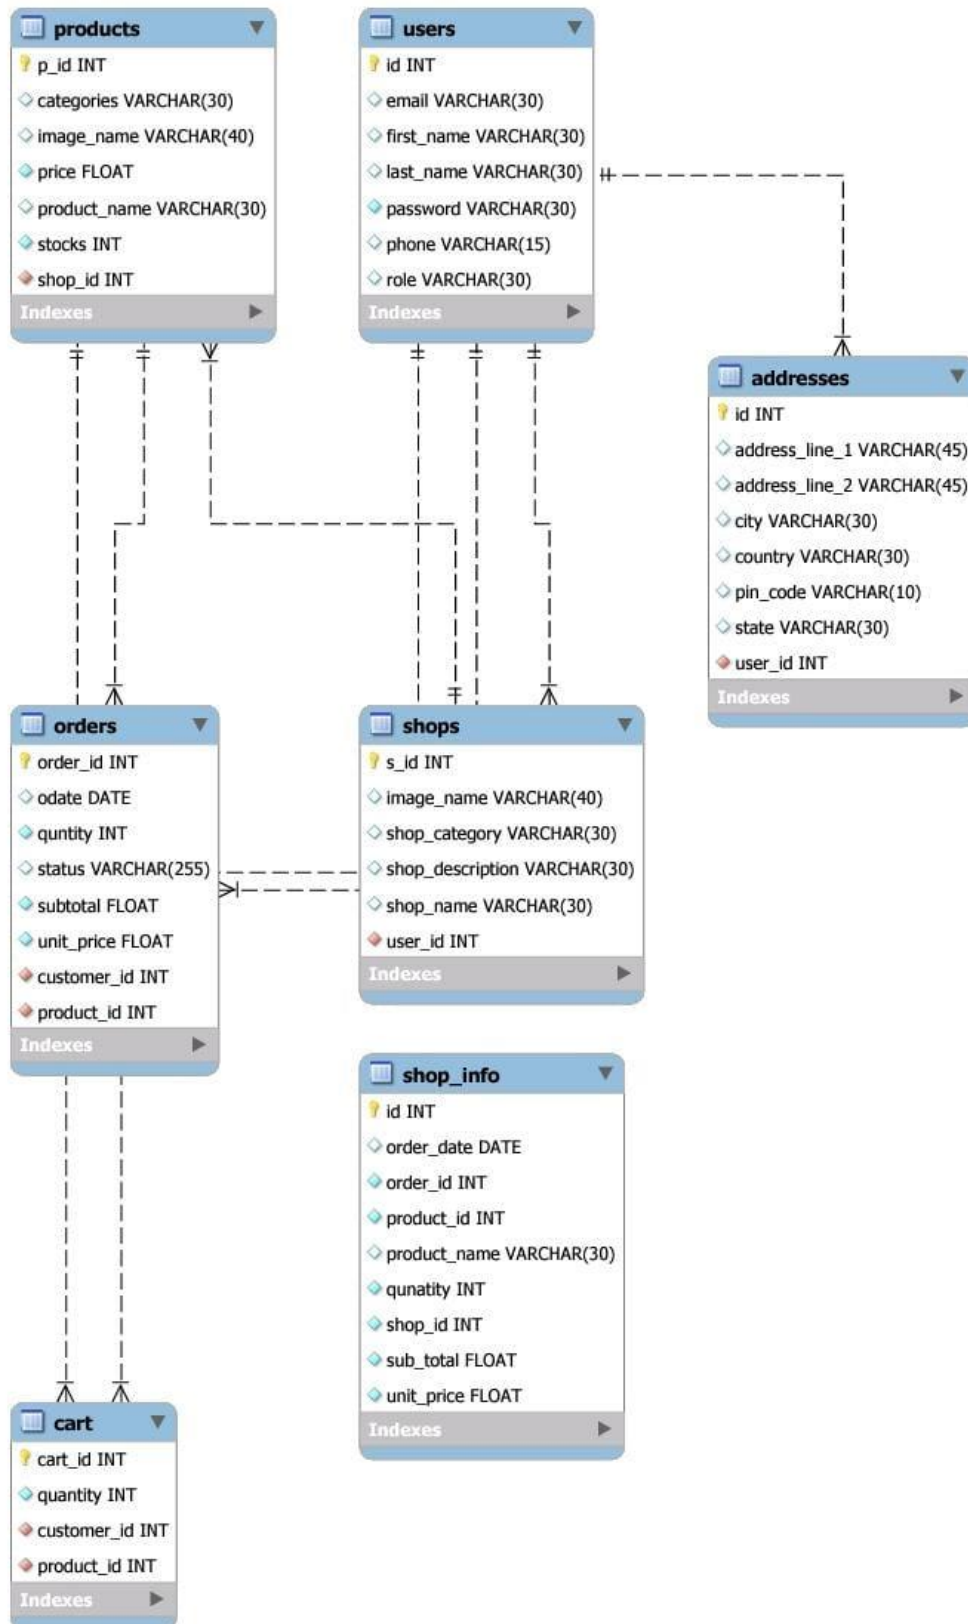 products
p_id INT
categories VARCHAR(30)
image_name VARCHAR(40)
price FLOAT
product_name VARCHAR(30)
stocks INT
shop_id INT
Indexes
users
id INT
email VARCHAR(30)
first_name VARCHAR(30)
last_name VARCHAR(30)
password VARCHAR(30)
phone VARCHAR(15)
role VARCHAR(30)
Indexes
addresses
id INT
address_line_1 VARCHAR(45)
address_line_2 VARCHAR(45)
city VARCHAR(30)
country VARCHAR(30)
pin_code VARCHAR(10)
state VARCHAR(30)
user_id INT
Indexes
orders
order_id INT
odate DATE
quntity INT
status VARCHAR(255)
subtotal FLOAT
unit_price FLOAT
customer_id INT
product_id INT
Indexes
shops
s_id INT
image_name VARCHAR(40)
shop_category VARCHAR(30)
shop_description VARCHAR(30)
shop_name VARCHAR(30)
user_id INT
Indexes
shop_info
id INT
order_date DATE
order_id INT
product_id INT
product_name VARCHAR(30)
qunatity INT
shop_id INT
sub_total FLOAT
unit_price FLOAT
Indexes
cart
cart_id INT
quantity INT
customer_id INT
product_id INT
Indexes